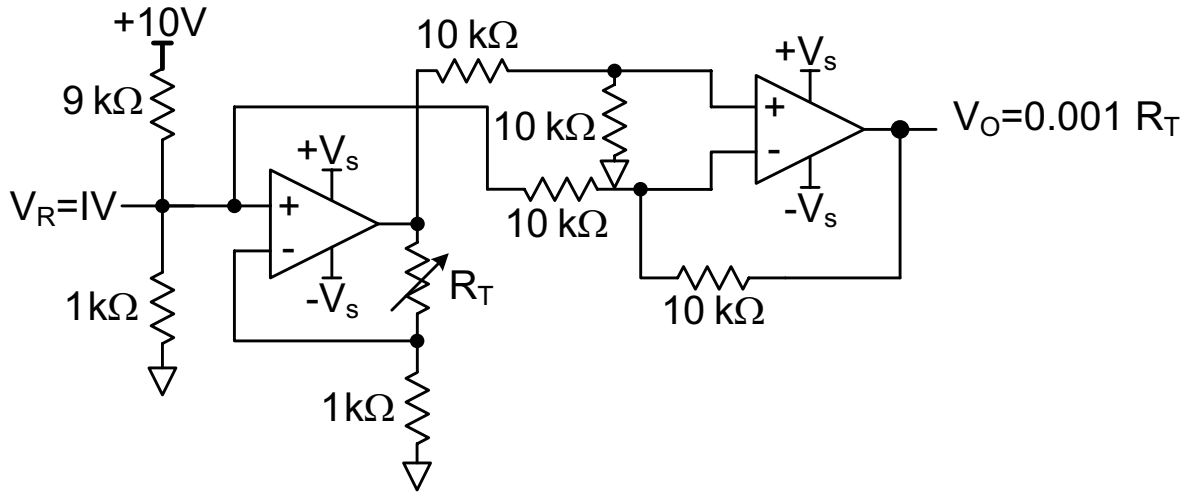 +10V
9 kΩ
V_R=IV
1kΩ
+
-
+V_s
-V_s
R_T
1kΩ
10 kΩ
10 kΩ
10 kΩ
+
-
+V_s
-V_s
10 kΩ
V_O=0.001 R_T